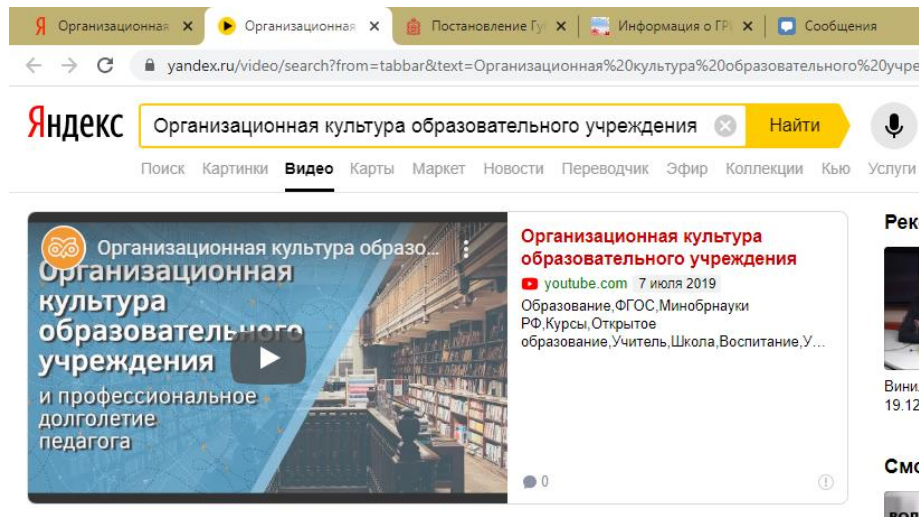 Я Организационная
Организационная
Постановление Гу
Информация о ГР
Сообщения
yandex.ru/video/search?from=tabbar&text=Организационная%20культура%20образовательного%20учре
Яндекс
Организационная культура образовательного учреждения
Найти
Поиск Картинки Видео Карты Маркет Новости Переводчик Эфир Коллекции Кью Услуги
Организационная культура образо...
Организационная
культура
образовательного
учреждения
и профессиональное
долголетие
педагога
Организационная культура
образовательного учреждения
youtube.com 7 июля 2019
Образование,ФГОС,Минобрнауки
РФ,Курсы,Открытое
образование,Учитель,Школа,Воспитание,У...
0
Рек
Вини
19.12
Смо